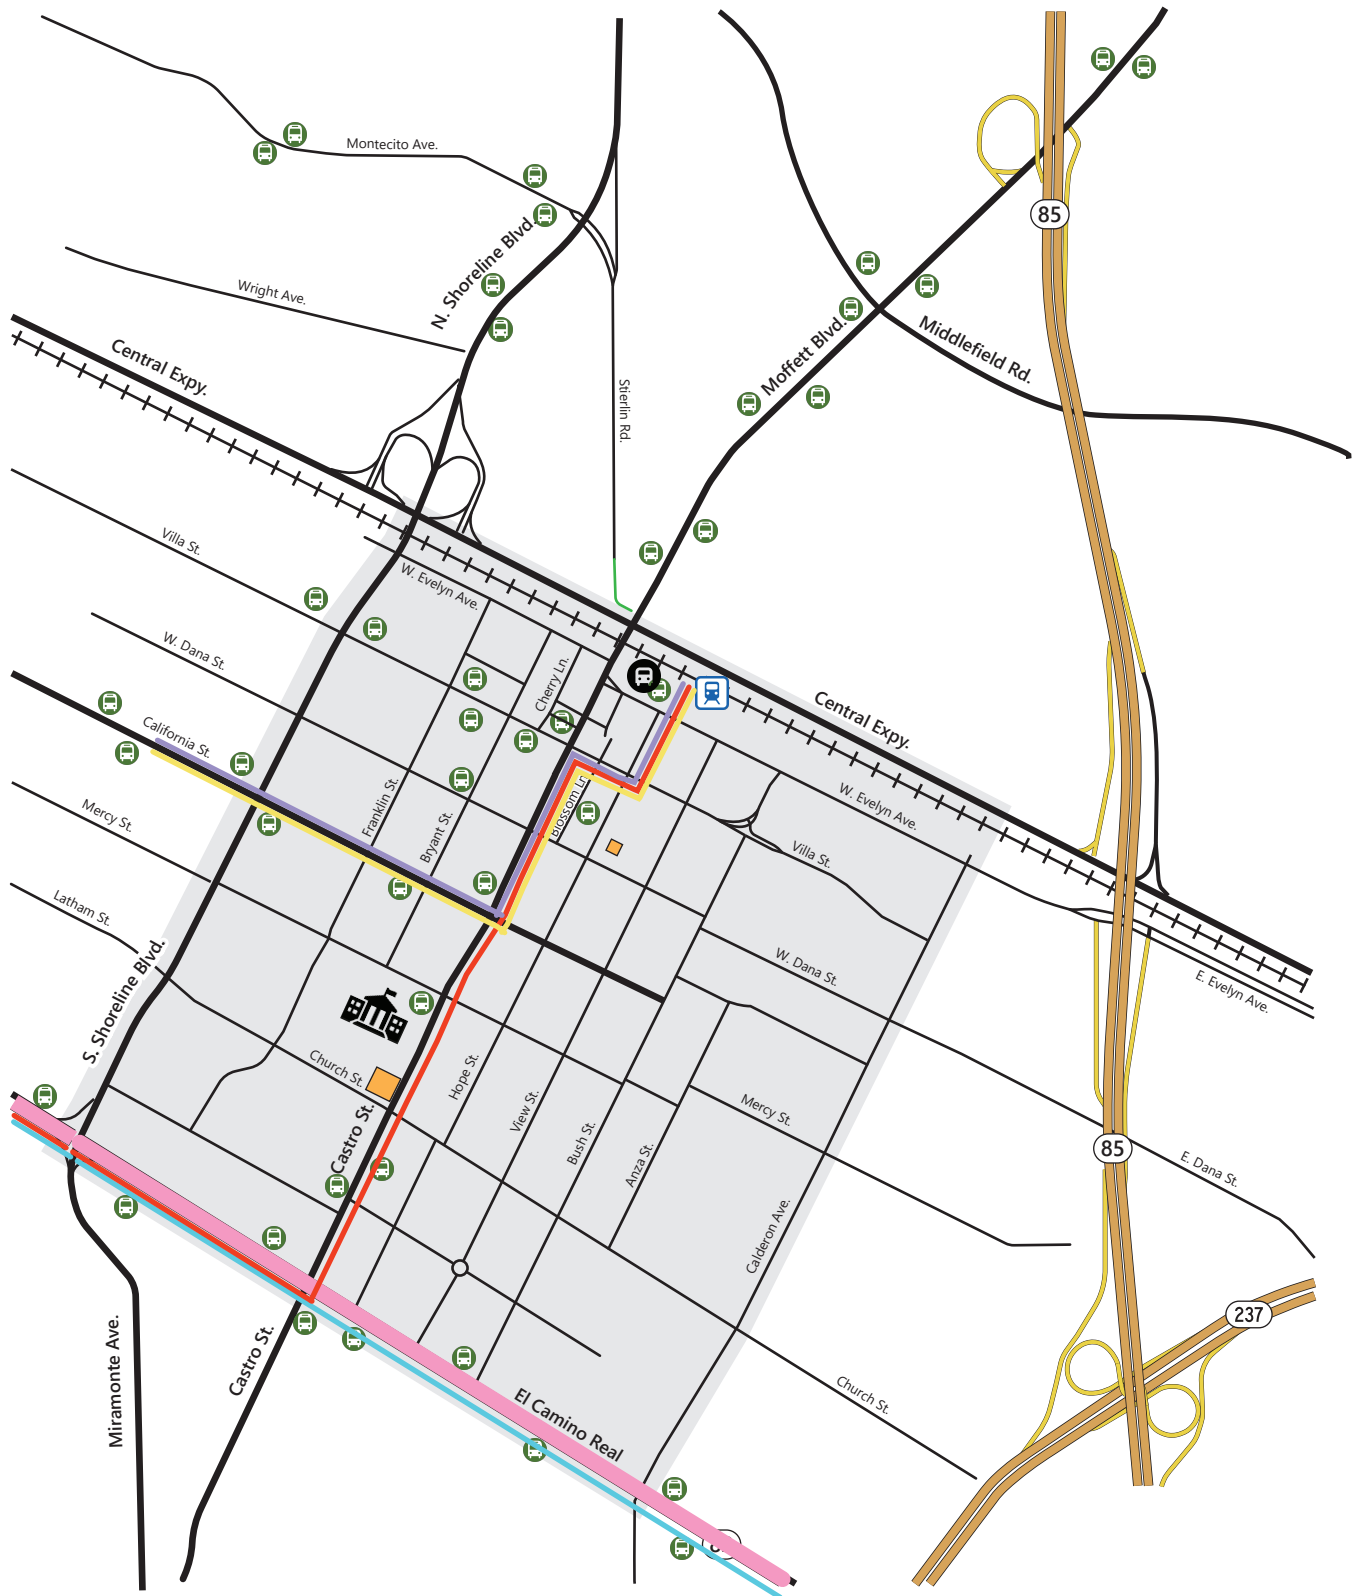 Montecito Ave.
N. Shoreline Blvd.
85
Wright Ave.
Central Expy.
Moffett Blvd.
Middlefield Rd.
Stierlin Rd.
Villa St.
W. Evelyn Ave.
W. Dana St.
Cherry Ln.
Central Expy.
California St.
Mercy St.
Franklin St.
Bryant St.
Blossom Ln.
W. Evelyn Ave.
Villa St.
Latham St.
S. Shoreline Blvd.
W. Dana St.
E. Evelyn Ave.
Church St.
Hope St.
View St.
Bush St.
Anza St.
Mercy St.
85
E. Dana St.
Castro St.
Calderon Ave.
237
Miramonte Ave.
Castro St.
El Camino Real
Church St.